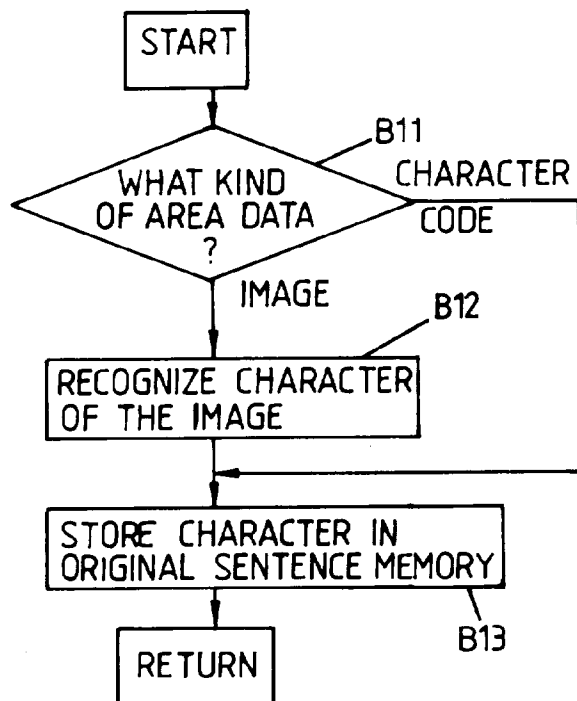 START
B11
WHAT KIND
OF AREA DATA
?
CHARACTER
CODE
IMAGE
B12
RECOGNIZE CHARACTER
OF THE IMAGE
STORE CHARACTER IN
ORIGINAL SENTENCE MEMORY
B13
RETURN